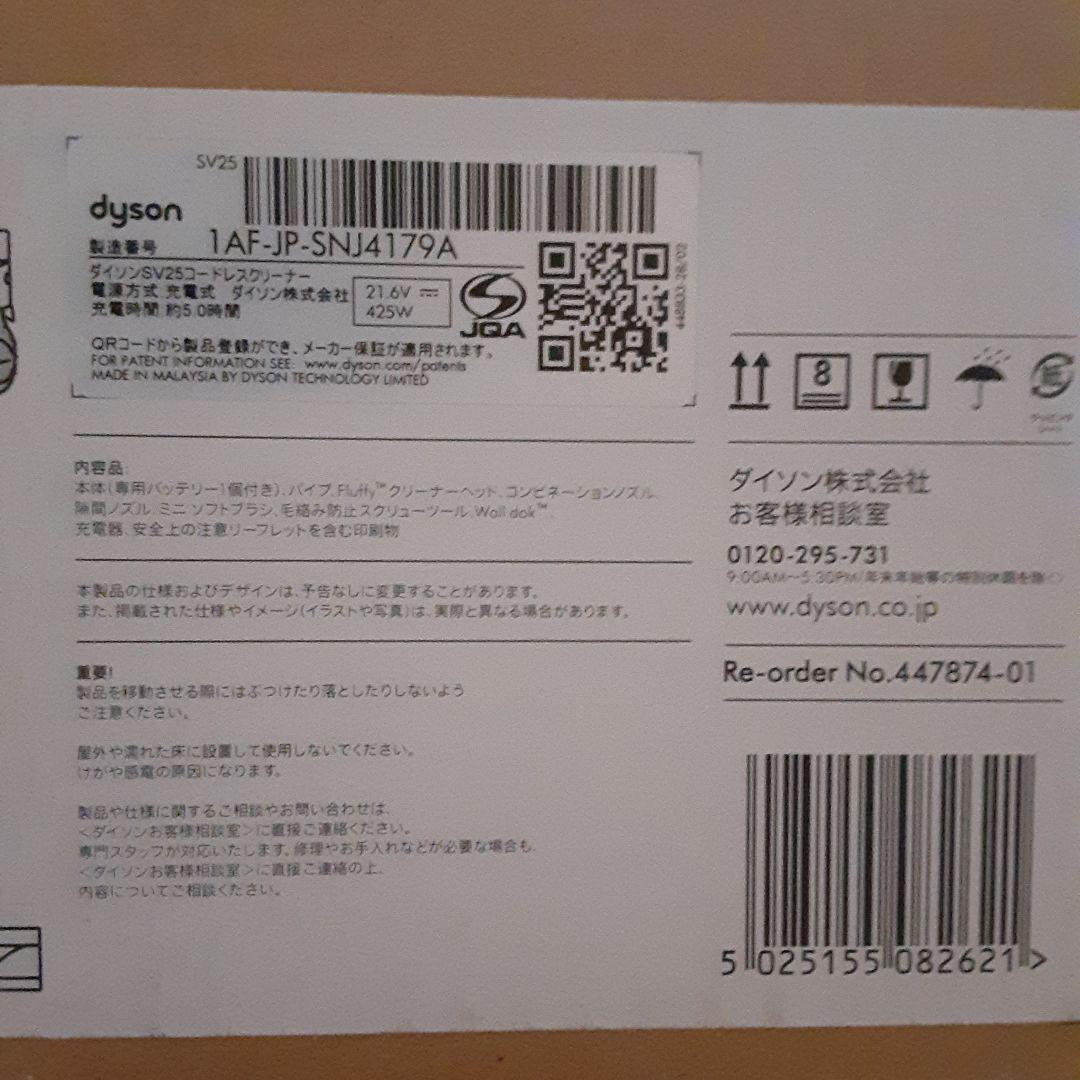 SV25
dyson
製造番号 1AF-JP-SNJ4179A
ダイソンSV25コードレスクリーナー
電源方式 充電式 ダイソン株式会社
充電時間 約5.0時間
21.6V
425W
JQA
QRコードから製品登録ができ、メーカー保証が適用されます。
FOR PATENT INFORMATION SEE: www.dyson.com/patents
MADE IN MALAYSIA BY DYSON TECHNOLOGY LIMITED
内容品:
本体(専用バッテリー1個付き)、パイプ、Fluffy™クリーナーヘッド、コンビネーションノズル、
隙間ノズル、ミニ ソフトブラシ、毛絡み防止スクリューツール、Wall dok™、
充電器、安全上の注意リーフレットを含む印刷物
本製品の仕様およびデザインは、予告なしに変更することがあります。
また、掲載された仕様やイメージ(イラストや写真)は、実際と異なる場合があります。
重要!
製品を移動させる際にはぶつけたり落としたりしないよう
ご注意ください。
屋外や濡れた床に設置して使用しないでください。
けがや感電の原因になります。
製品や仕様に関するご相談やお問い合わせは、
<ダイソンお客様相談室>に直接ご連絡ください。
専門スタッフが対応いたします。修理やお手入れなどが必要な場合も、
<ダイソンお客様相談室>に直接ご連絡の上、
内容についてご相談ください。
8
ダイソン株式会社
お客様相談室
0120-295-731
9:00AM〜5:30PM/年末年始等の特別休暇を除く
www.dyson.co.jp
Re-order No.447874-01
5 025155 082621 >